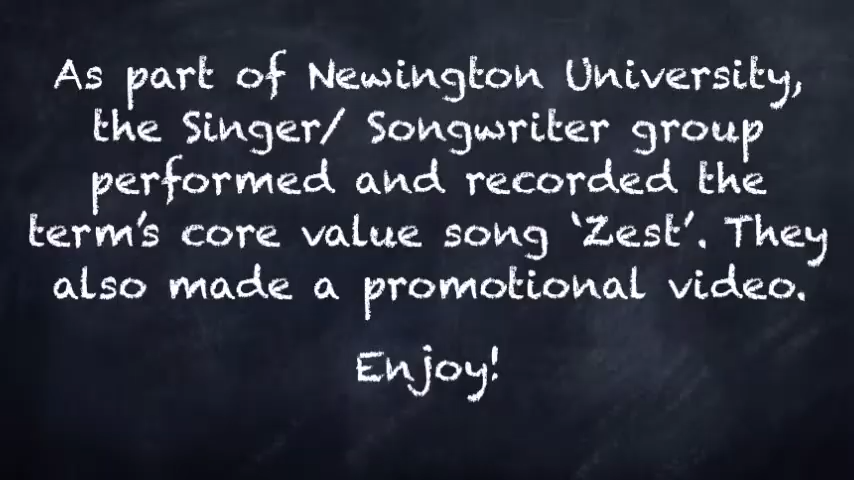 As part of Newington University,
the Singer/ Songwriter group
performed and recorded the
term's core value song ‘Zest’. They
also made a promotional video.
Enjoy!